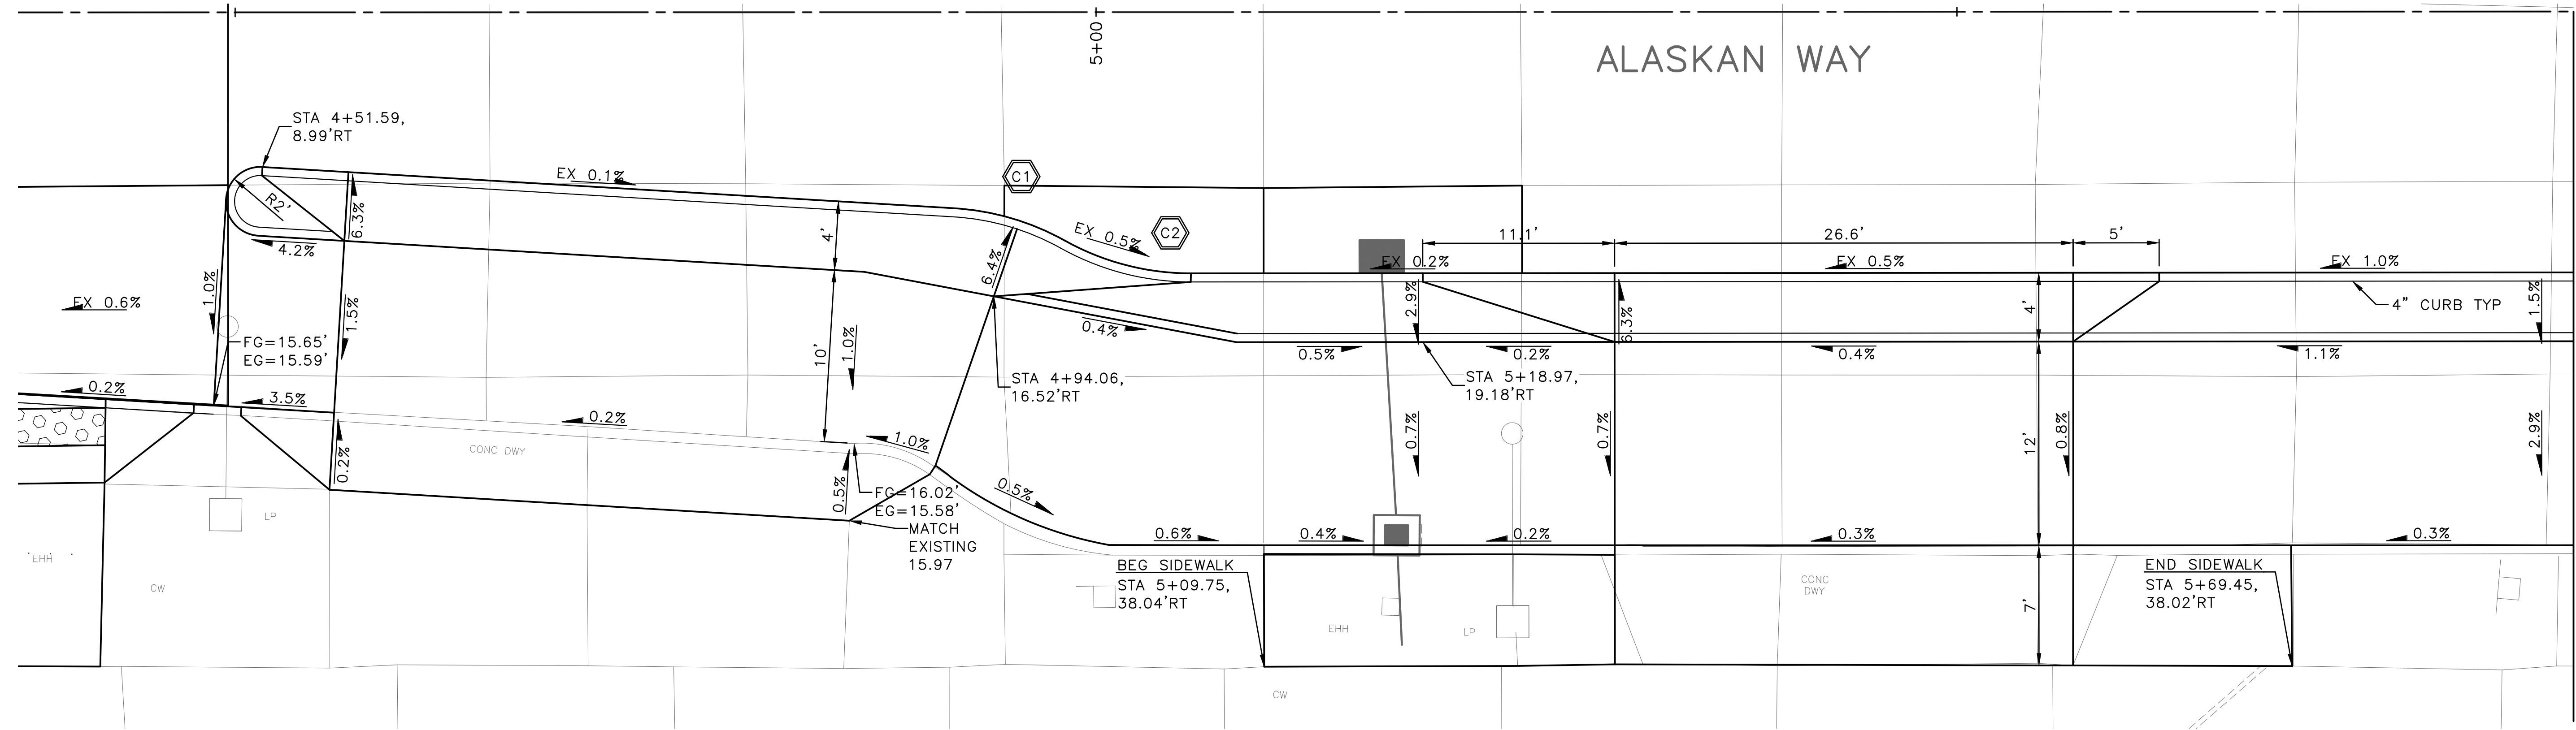 5+00
ALASKAN WAY
STA 4+51.59,
8.99'RT
EX 0.1%
C1
R2'
6.3%
4'
EX 0.5%
C2
6.4%
4.2%
11.1'
26.6'
5'
EX 0.2%
EX 0.5%
EX 1.0%
1.0%
EX 0.6%
1.5%
2.9%
6.3%
4'
4" CURB TYP
1.5%
0.4%
10'
1.0%
FG=15.65'
EG=15.59'
0.5%
0.2%
0.4%
1.1%
STA 4+94.06,
16.52'RT
STA 5+18.97,
19.18'RT
0.2%
3.5%
0.2%
1.0%
0.7%
0.7%
0.8%
12'
2.9%
CONC DWY
0.2%
0.5%
FG=16.02'
EG=15.58'
MATCH
EXISTING
15.97
0.5%
LP
0.6%
0.4%
0.2%
0.3%
0.3%
EHH
CW
BEG SIDEWALK
STA 5+09.75,
38.04'RT
EHH
LP
CONC
DWY
7'
END SIDEWALK
STA 5+69.45,
38.02'RT
CW